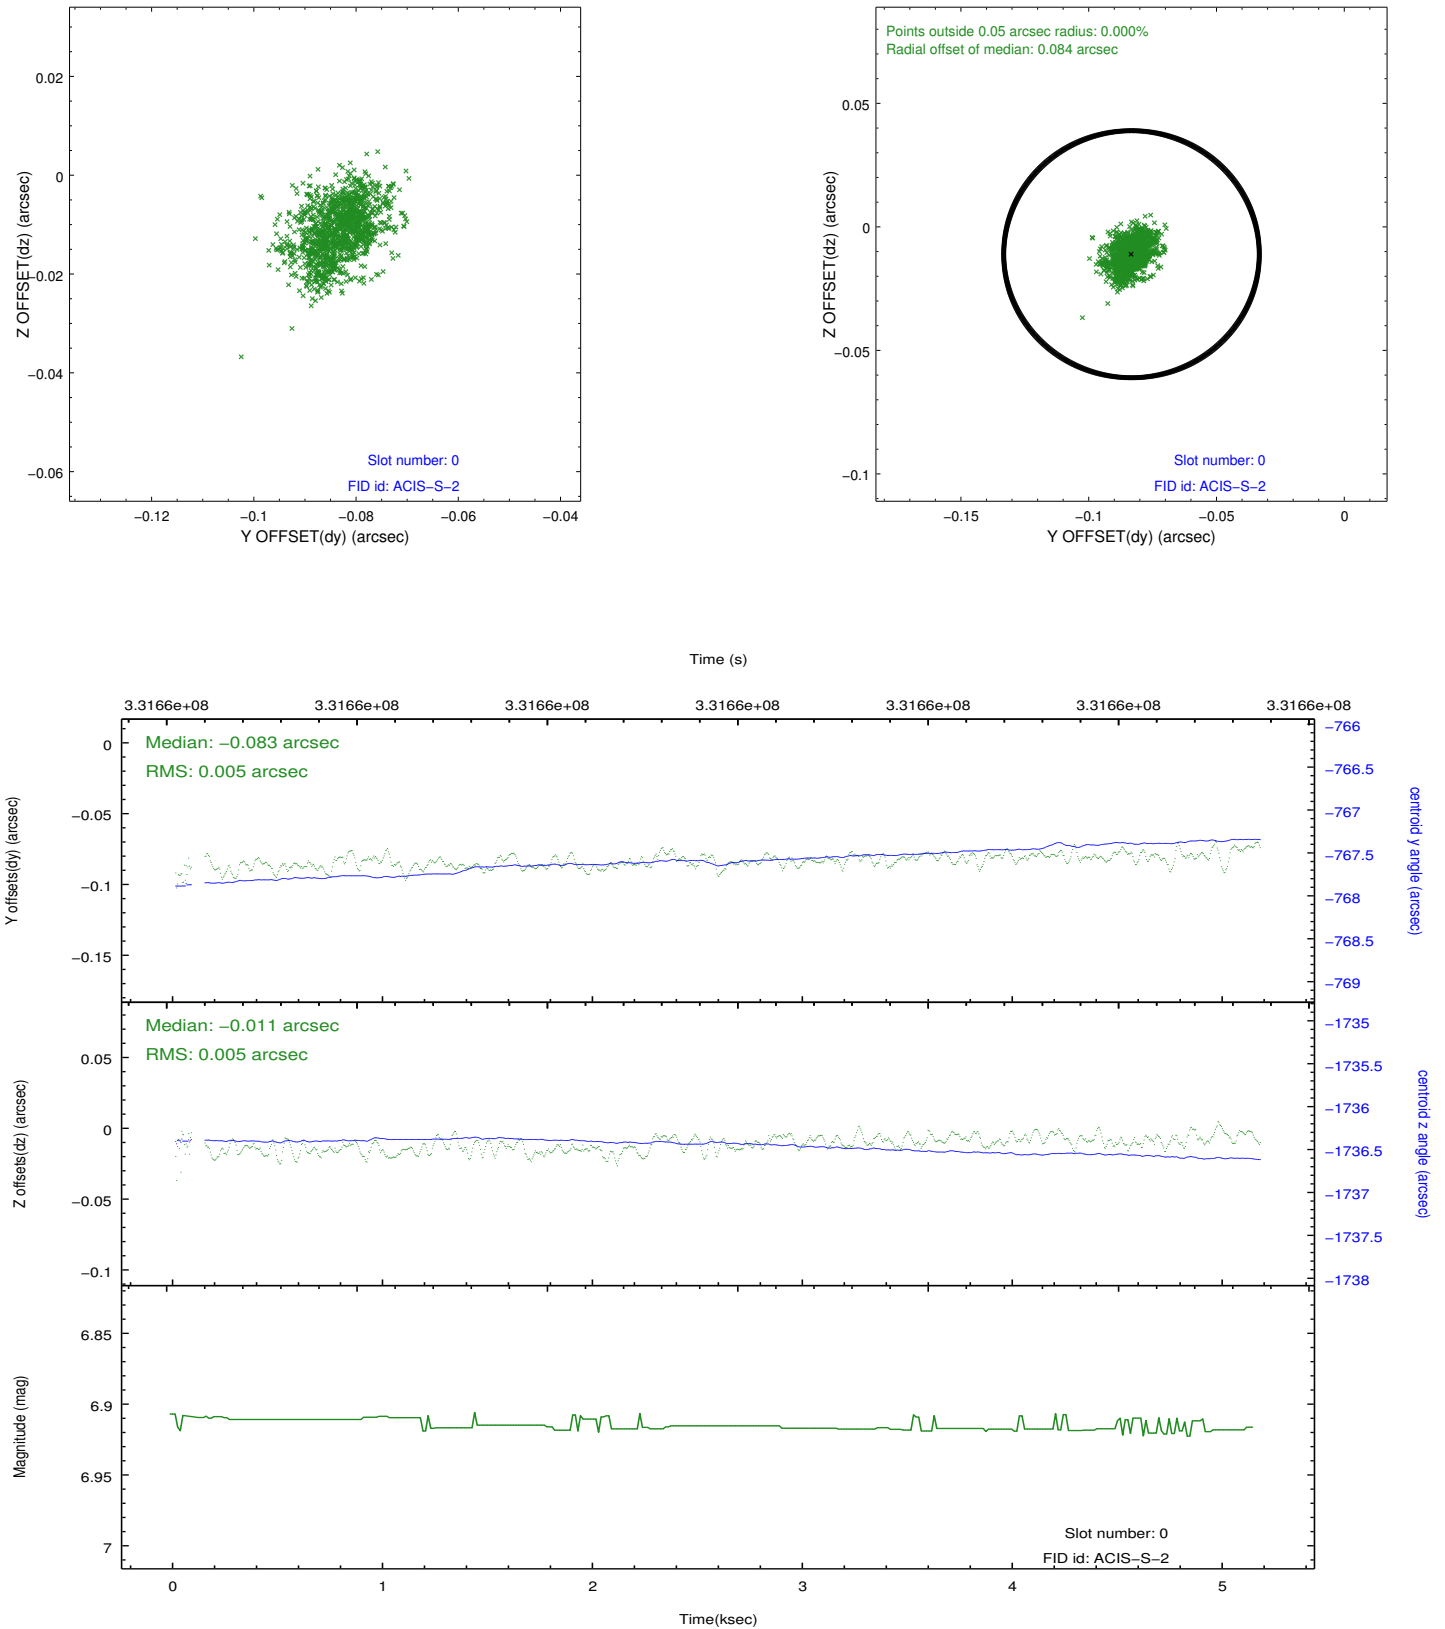 0.02
0
−0.02
−0.04
−0.06
Z OFFSET(dz) (arcsec)
Slot number: 0
FID id: ACIS−S−2
−0.12
−0.1
−0.08
−0.06
−0.04
Y OFFSET(dy) (arcsec)
Points outside 0.05 arcsec radius: 0.000%
Radial offset of median: 0.084 arcsec
0.05
0
−0.05
−0.1
Z OFFSET(dz) (arcsec)
Slot number: 0
FID id: ACIS−S−2
−0.15
−0.1
−0.05
0
Y OFFSET(dy) (arcsec)
Time (s)
3.3166e+08
3.3166e+08
3.3166e+08
3.3166e+08
3.3166e+08
3.3166e+08
3.3166e+08
Median: −0.083 arcsec
RMS: 0.005 arcsec
0
−0.05
−0.1
−0.15
Y offsets(dy) (arcsec)
−766
−766.5
−767
−767.5
−768
−768.5
−769
centroid y angle (arcsec)
Median: −0.011 arcsec
RMS: 0.005 arcsec
0.05
0
−0.05
−0.1
Z offsets(dz) (arcsec)
−1735
−1735.5
−1736
−1736.5
−1737
−1737.5
−1738
centroid z angle (arcsec)
6.85
6.9
6.95
7
Magnitude (mag)
Slot number: 0
FID id: ACIS−S−2
0
1
2
3
4
5
Time(ksec)